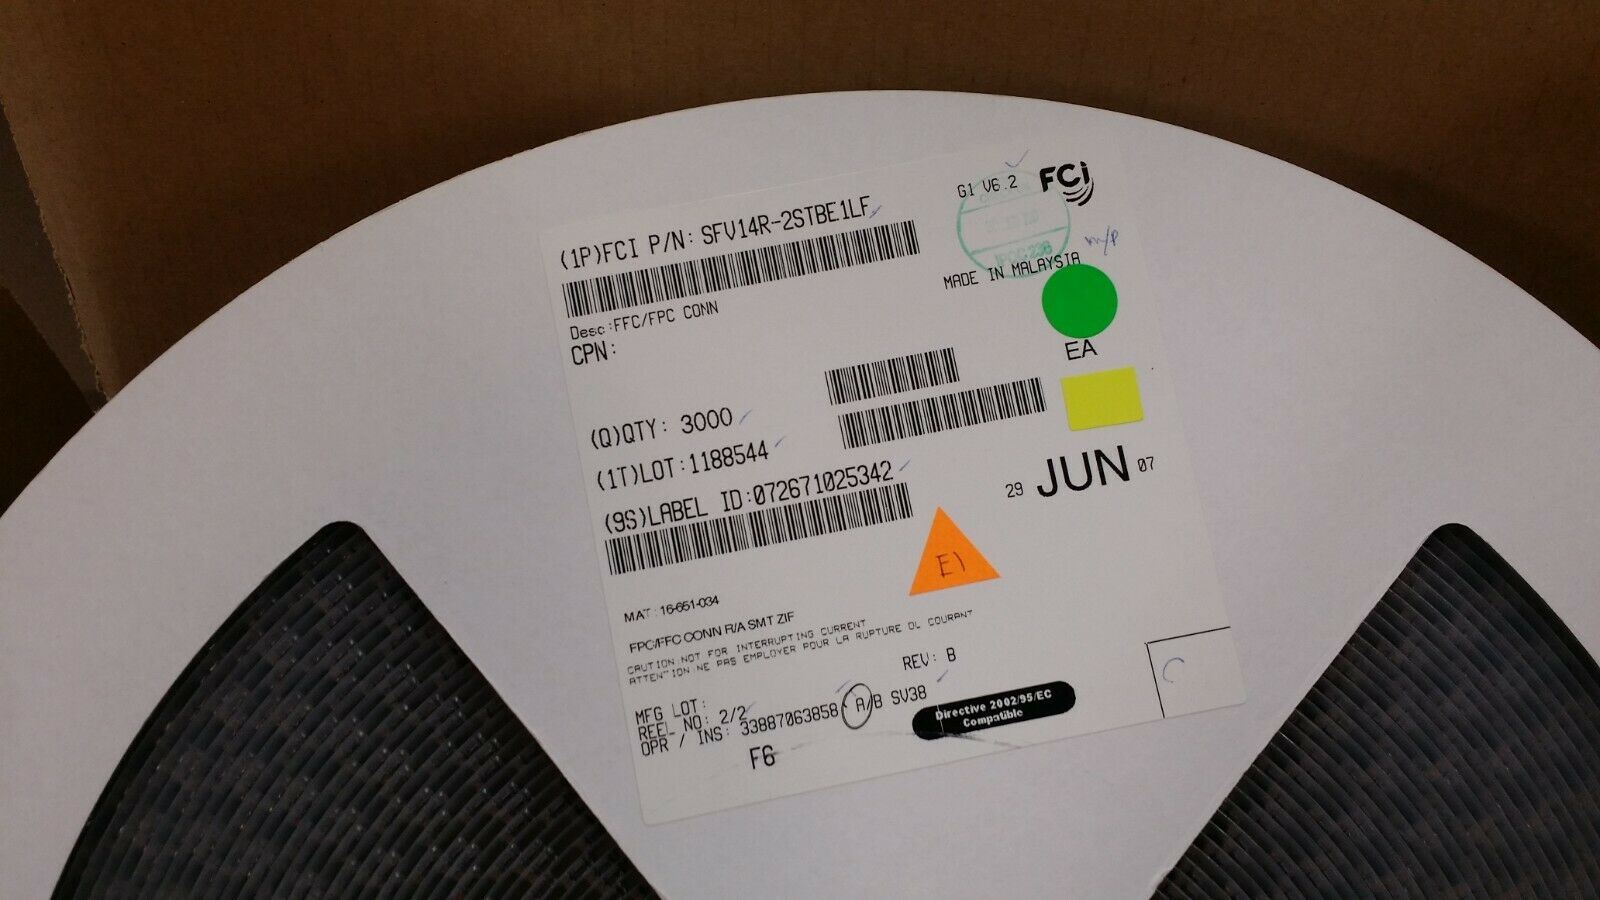 (1P)FCI P/N: SFV14R-2STBE1LF
G1 V6.2 FCi
MADE IN MALAYSIA
Desc:FFC/FPC CONN
CPN:
EA
(Q)QTY: 3000
(1T)LOT:1188544
(9S)LABEL ID:072671025342
29 JUN 07
E1
MAT : 16-651-034
FPC/FFC CONN R/A SMT ZIF
CAUTION.NOT FOR INTERRUPTING CURRENT
ATTENTION.NE PAS EMPLOYER POUR LA RUPTURE DL COURANT
REV: B
MFG LOT:
REEL NO: 2/2
OPR / INS: 33887063858 A/B SV38
F6
Directive 2002/95/EC
Compatible
C